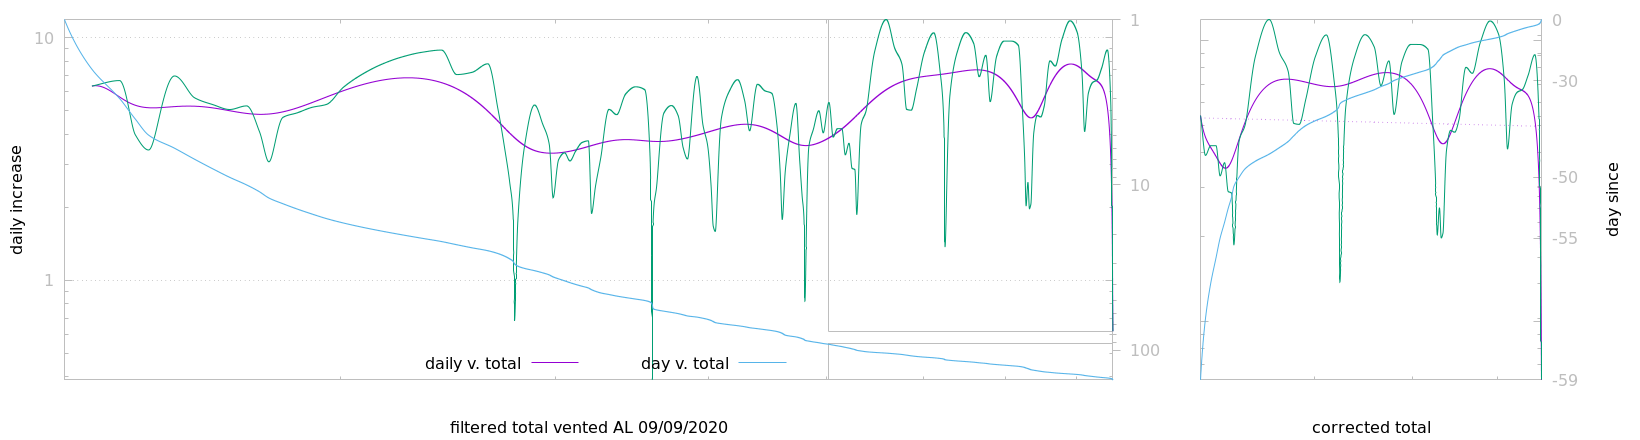 10
1
daily increase
daily v. total
day v. total
1
10
100
filtered total vented AL 09/09/2020
0
-30
-50
-55
-59
day since
corrected total